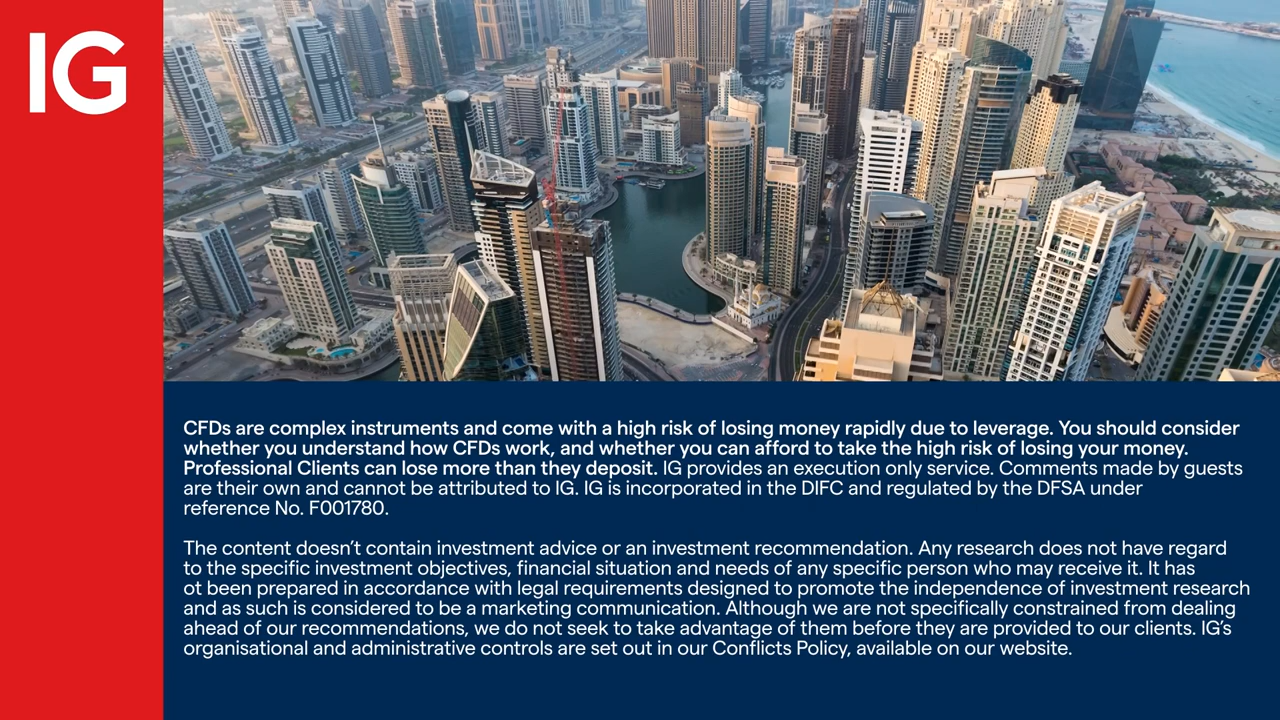 IG
CFDs are complex instruments and come with a high risk of losing money rapidly due to leverage. You should consider
whether you understand how CFDs work, and whether you can afford to take the high risk of losing your money.
Professional Clients can lose more than they deposit. IG provides an execution only service. Comments made by guests
are their own and cannot be attributed to IG. IG is incorporated in the DIFC and regulated by the DFSA under
reference No. F001780.
The content doesn’t contain investment advice or an investment recommendation. Any research does not have regard
to the specific investment objectives, financial situation and needs of any specific person who may receive it. It has
ot been prepared in accordance with legal requirements designed to promote the independence of investment research
and as such is considered to be a marketing communication. Although we are not specifically constrained from dealing
ahead of our recommendations, we do not seek to take advantage of them before they are provided to our clients. IG’s
organisational and administrative controls are set out in our Conflicts Policy, available on our website.